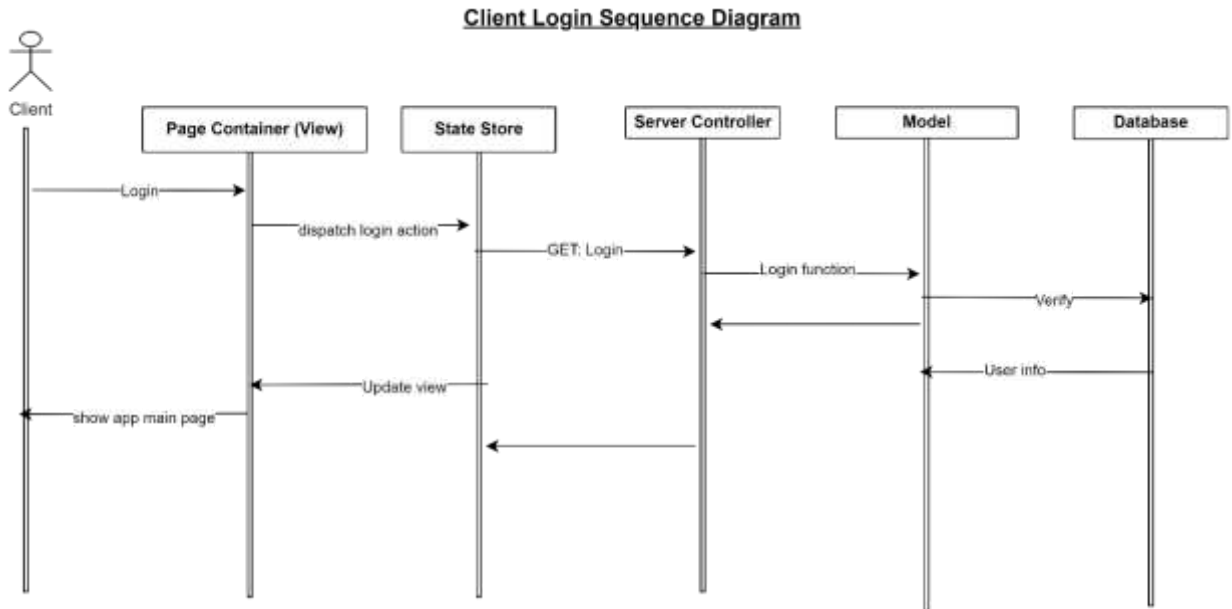 Client Login Sequence Diagram
Client
Page Container (View)
State Store
Server Controller
Model
Database
Login
dispatch login action
GET: Login
Login function
Verify
User info
Update view
show app main page